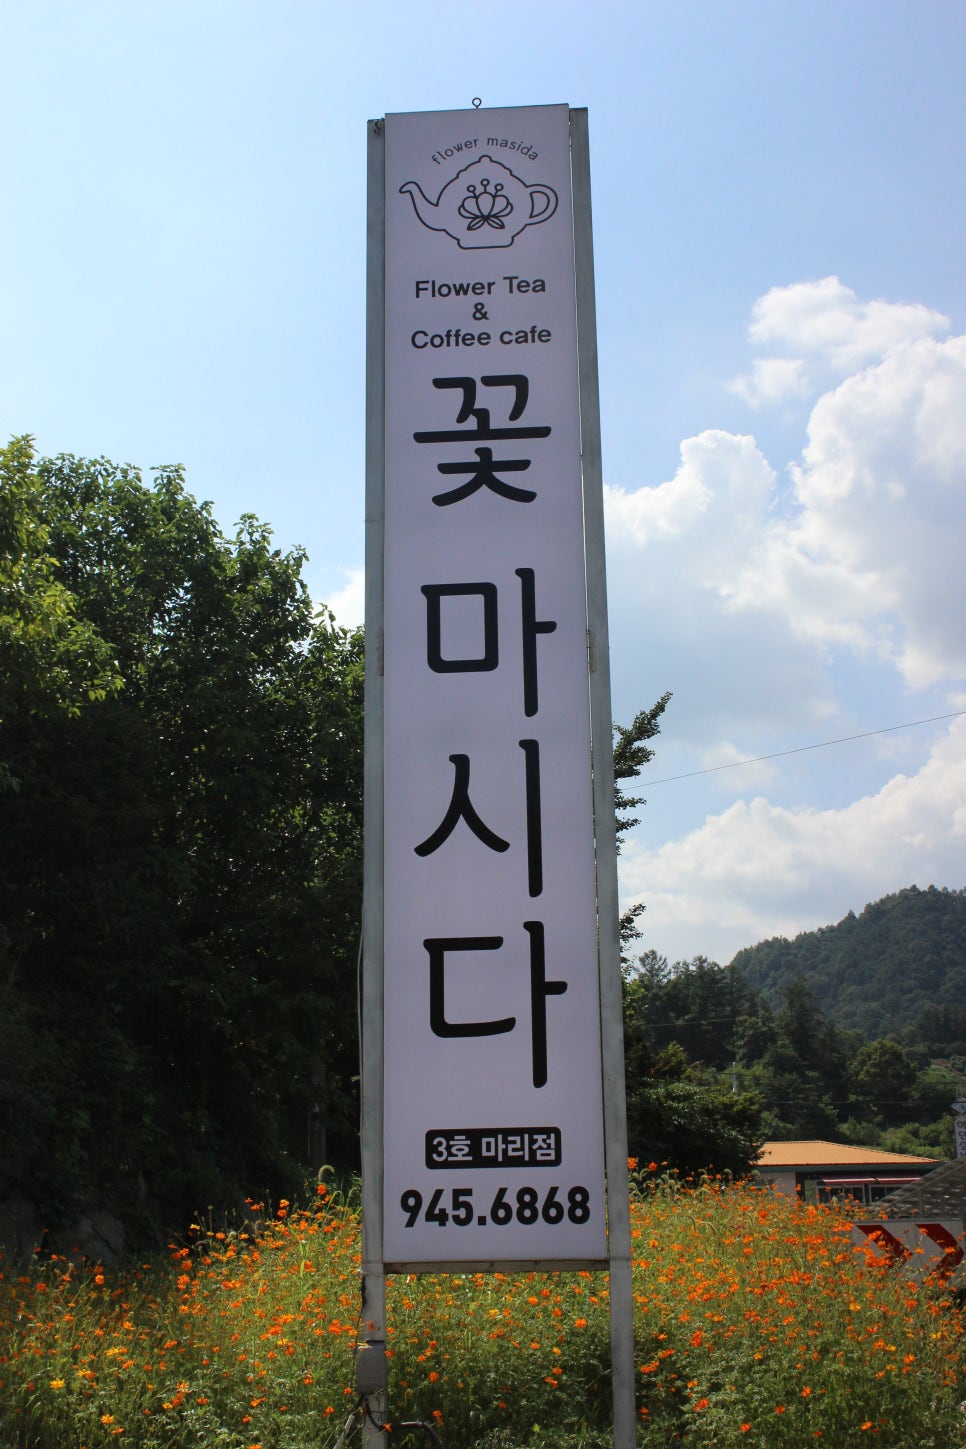 flower masida
Flower Tea
&
Coffee cafe
꽃
마
시
다
3호 마리점
945.6868